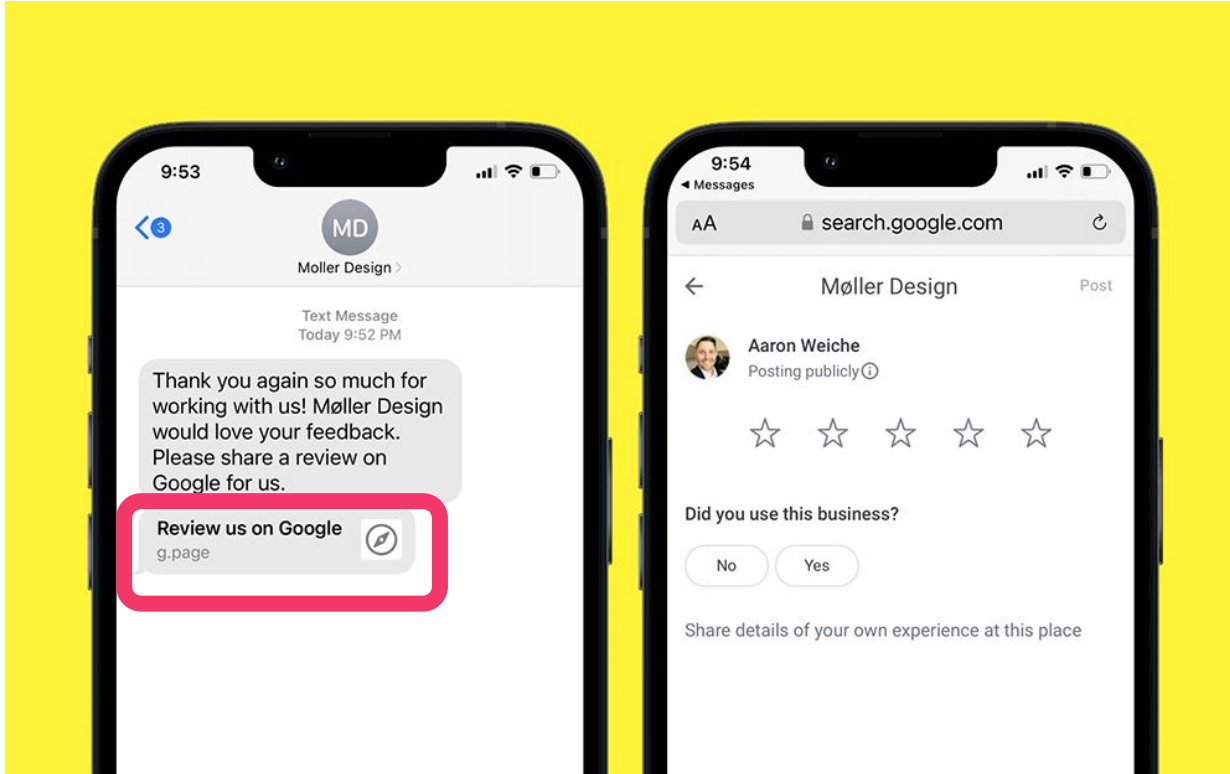 9:53
3
MD
Moller Design
Text Message
Today 9:52 PM
Thank you again so much for
working with us! Møller Design
would love your feedback.
Please share a review on
Google for us.
Review us on Google
g.page
9:54
Messages
AA
search.google.com
Møller Design
Post
Aaron Weiche
Posting publicly
Did you use this business?
No
Yes
Share details of your own experience at this place